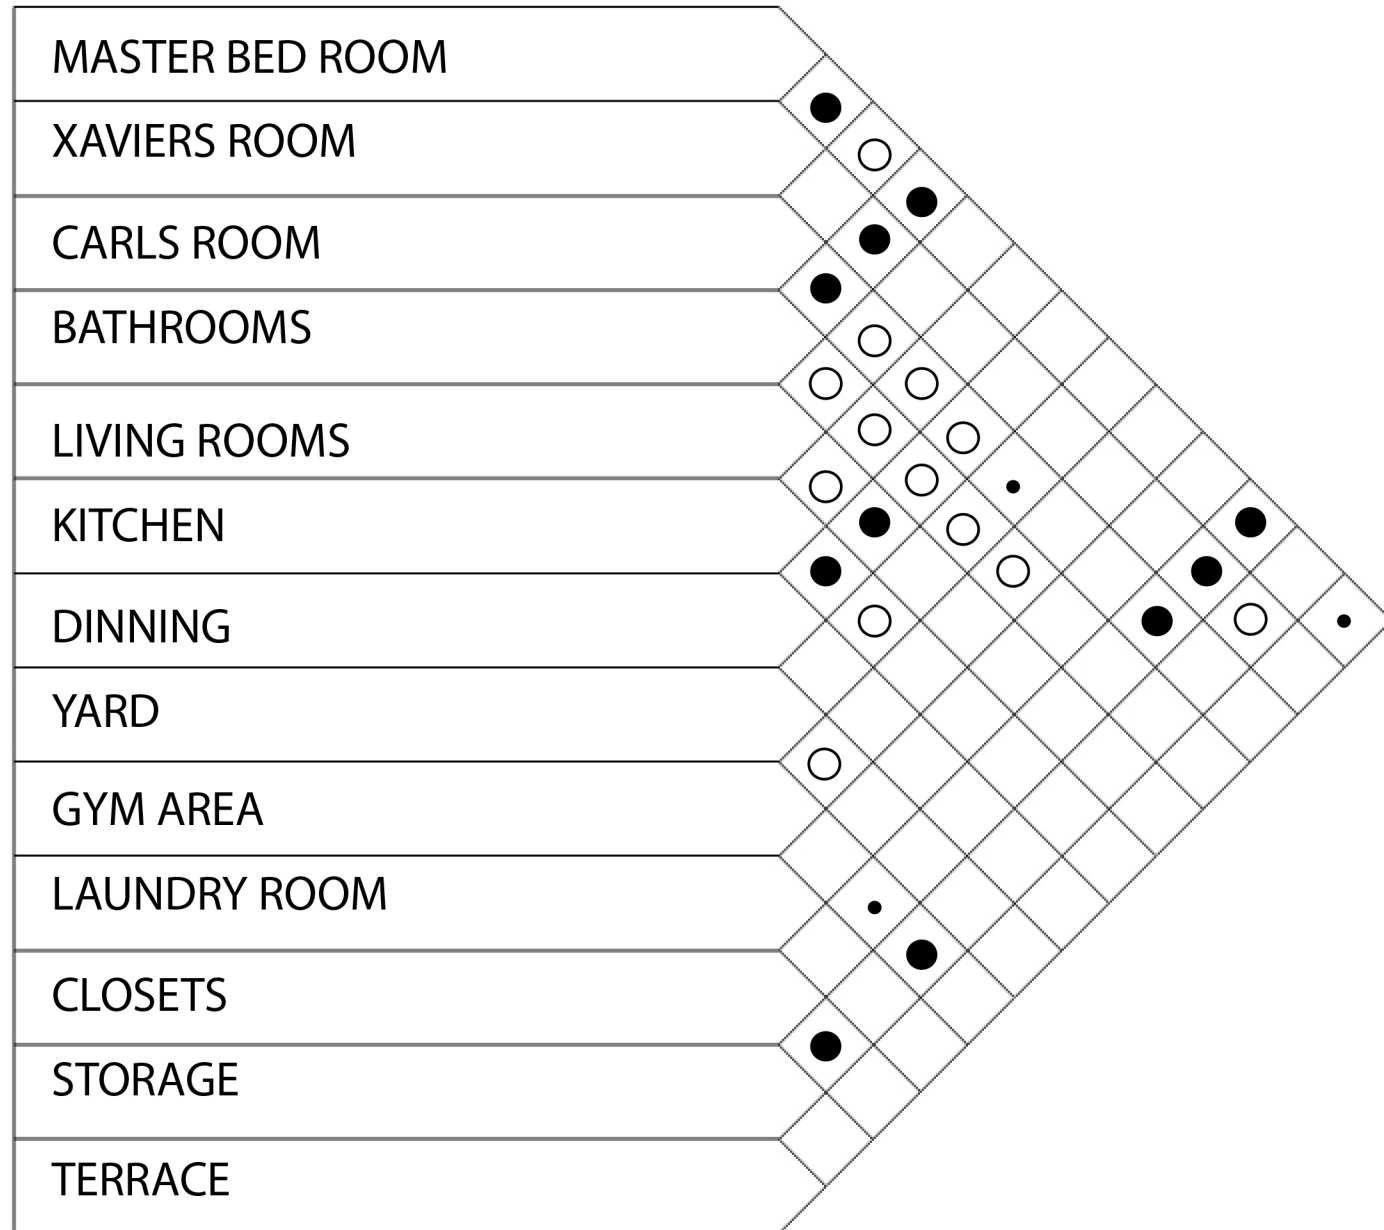 MASTER BED ROOM
XAVIERS ROOM
CARLS ROOM
BATHROOMS
LIVING ROOMS
KITCHEN
DINNING
YARD
GYM AREA
LAUNDRY ROOM
CLOSETS
STORAGE
TERRACE